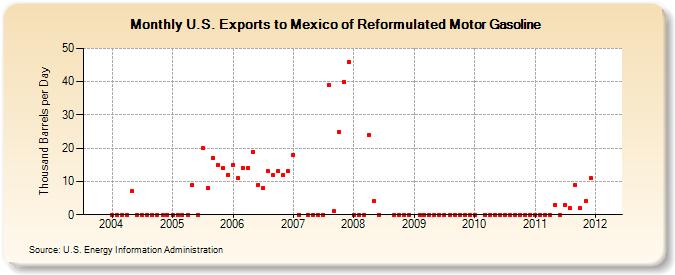 Monthly U.S. Exports to Mexico of Reformulated Motor Gasoline
Thousand Barrels per Day
50
40
30
20
10
0
2004 2005 2006 2007 2008 2009 2010 2011 2012
Source: U.S. Energy Information Administration